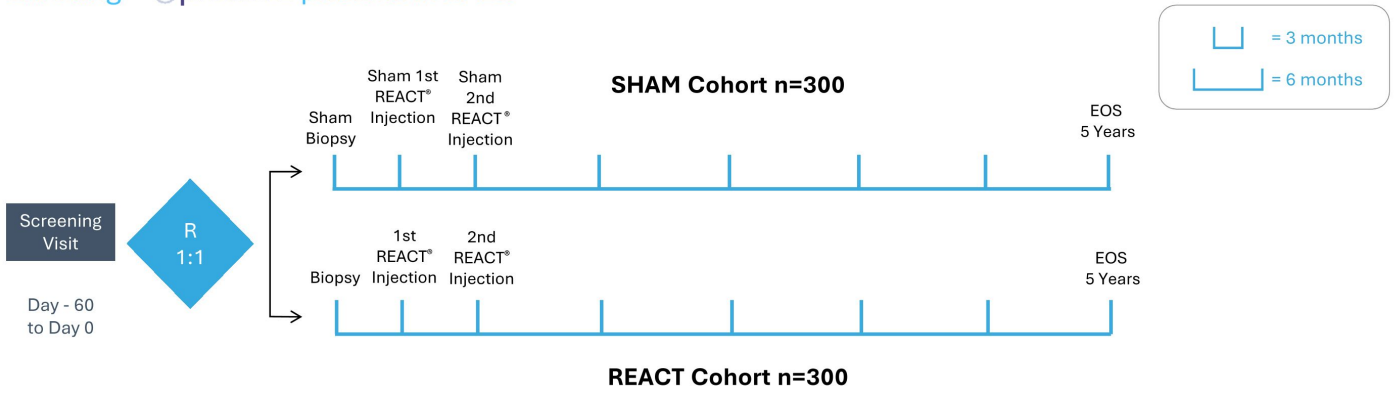 = 3 months
= 6 months
SHAM Cohort n=300
Sham
Biopsy
Sham 1st
REACT®
Injection
Sham
2nd
REACT®
Injection
EOS
5 Years
Screening
Visit
Day - 60
to Day 0
R
1:1
Biopsy
1st
REACT®
Injection
2nd
REACT®
Injection
EOS
5 Years
REACT Cohort n=300